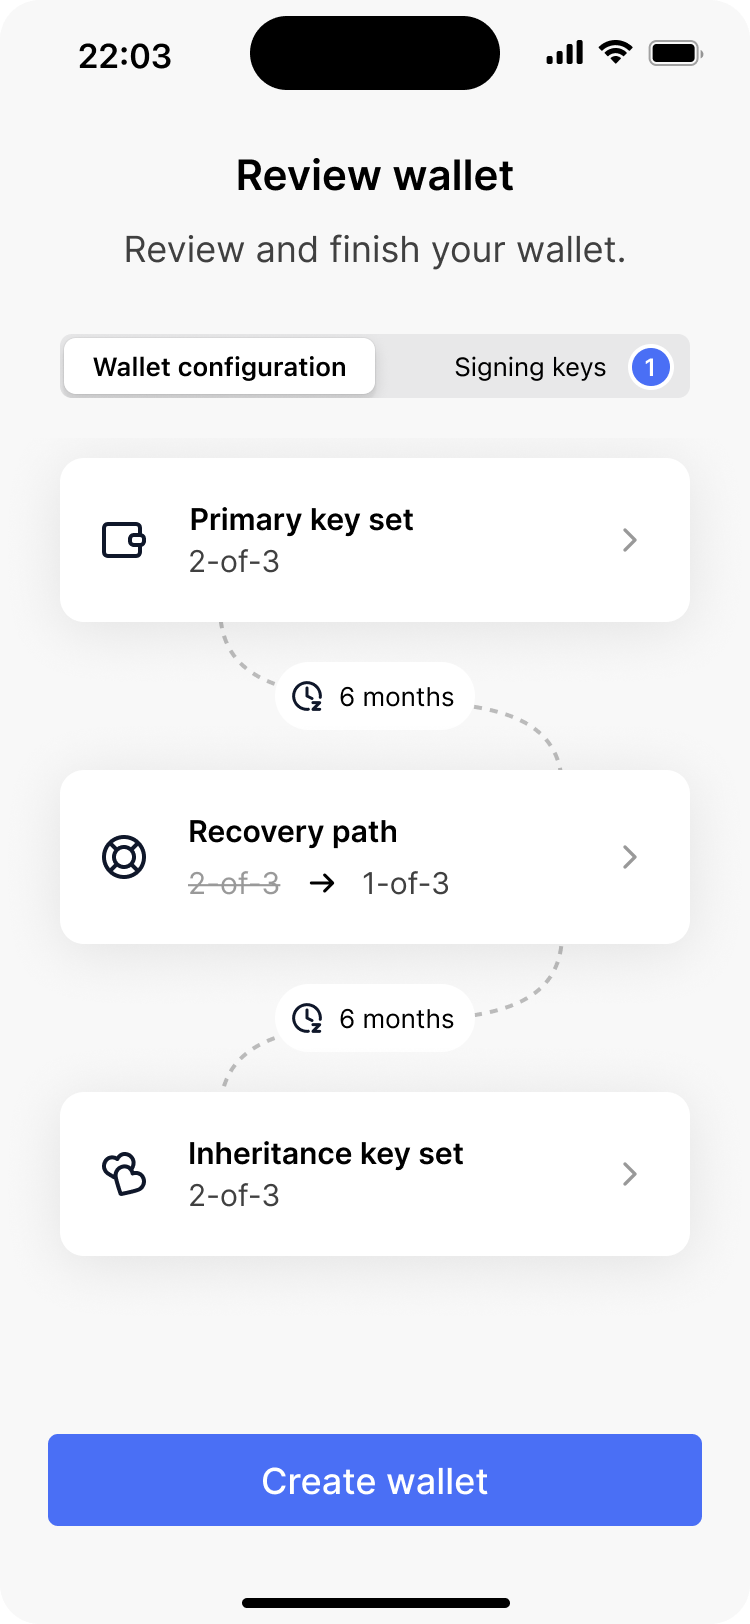 22:03
Review wallet
Review and finish your wallet.
Wallet configuration Signing keys 1
Primary key set
2-of-3
6 months
Recovery path
2-of-3 → 1-of-3
6 months
Inheritance key set
2-of-3
Create wallet